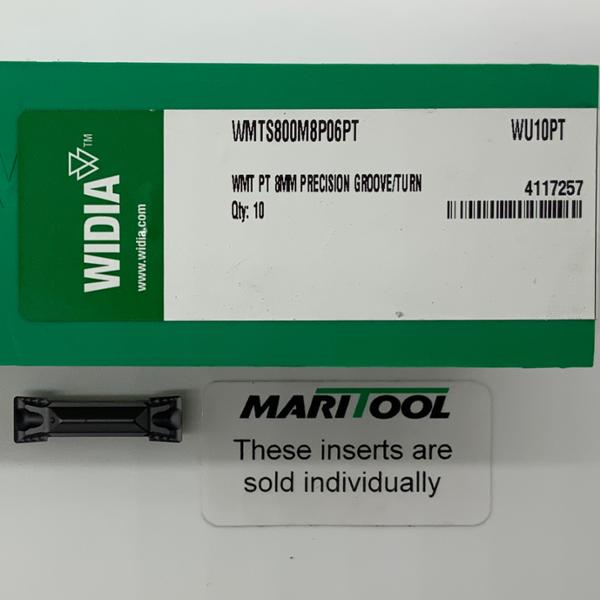 WMTS800M8P06PT WU10PT
WMT PT 8MM PRECISION GROOVE/TURN 4117257
Qty: 10
WIDIA™
www.widia.com
MARITOOL
These inserts are
sold individually